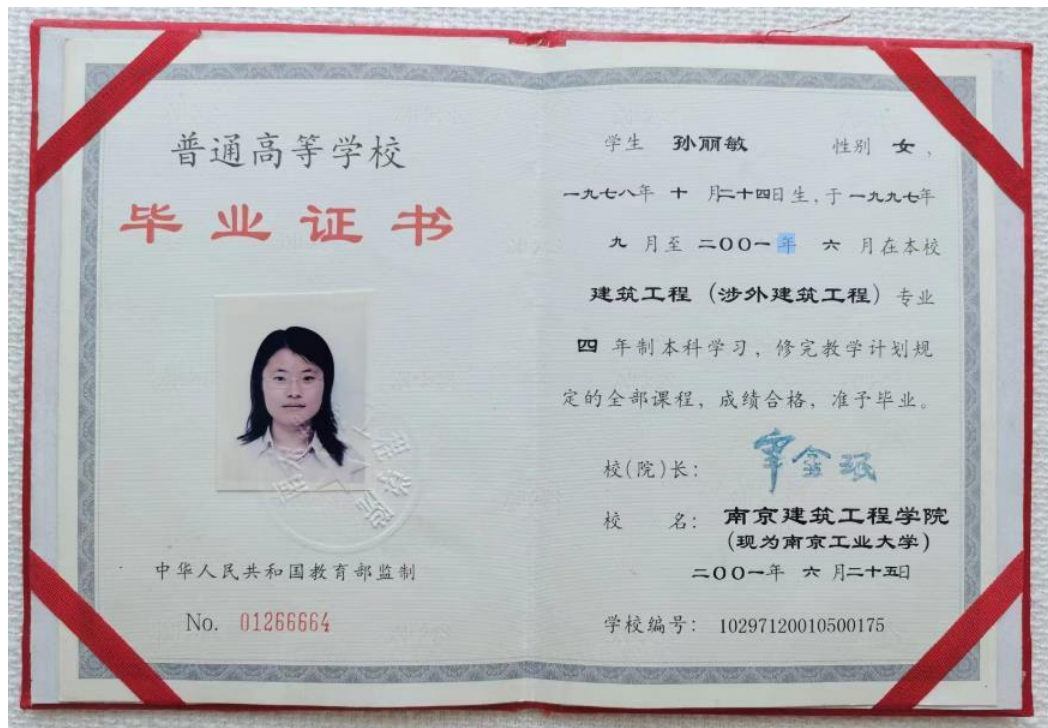 普通高等学校
毕业证书
中华人民共和国教育部监制
No. 01266664
学生 孙丽敏 性别 女,
一九七八年 十 月二十四日生,于一九九七年
九 月至 二00一年 六 月在本校
建筑工程(涉外建筑工程)专业
四 年制本科学习,修完教学计划规
定的全部课程,成绩合格,准予毕业。
校(院)长:
校 名: 南京建筑工程学院
(现为南京工业大学)
二00一年 六 月二十五日
学校编号: 10297120010500175